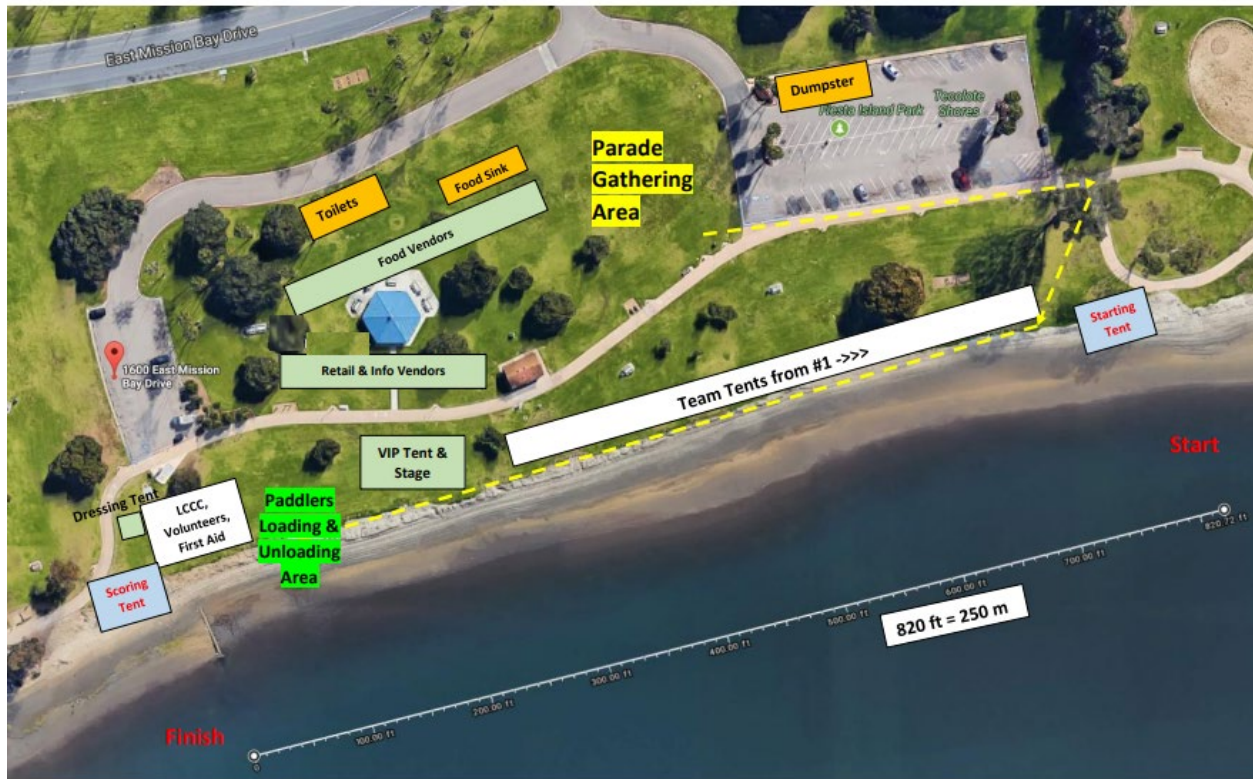 East Mission Bay Drive
Dumpster
Fiesta Island Park
Tecolote
Shores
Parade
Gathering
Area
Food Sink
Toilets
Food Vendors
1600 East Mission
Bay Drive
Retail & Info Vendors
Starting
Tent
Team Tents from #1 ->>>
VIP Tent &
Stage
Start
Dressing Tent
LCCC,
Volunteers,
First Aid
Paddlers
Loading &
Unloading
Area
Scoring
Tent
820.72 ft
700.00 ft
600.00 ft
500.00 ft
400.00 ft
300.00 ft
200.00 ft
100.00 ft
0
820 ft = 250 m
Finish